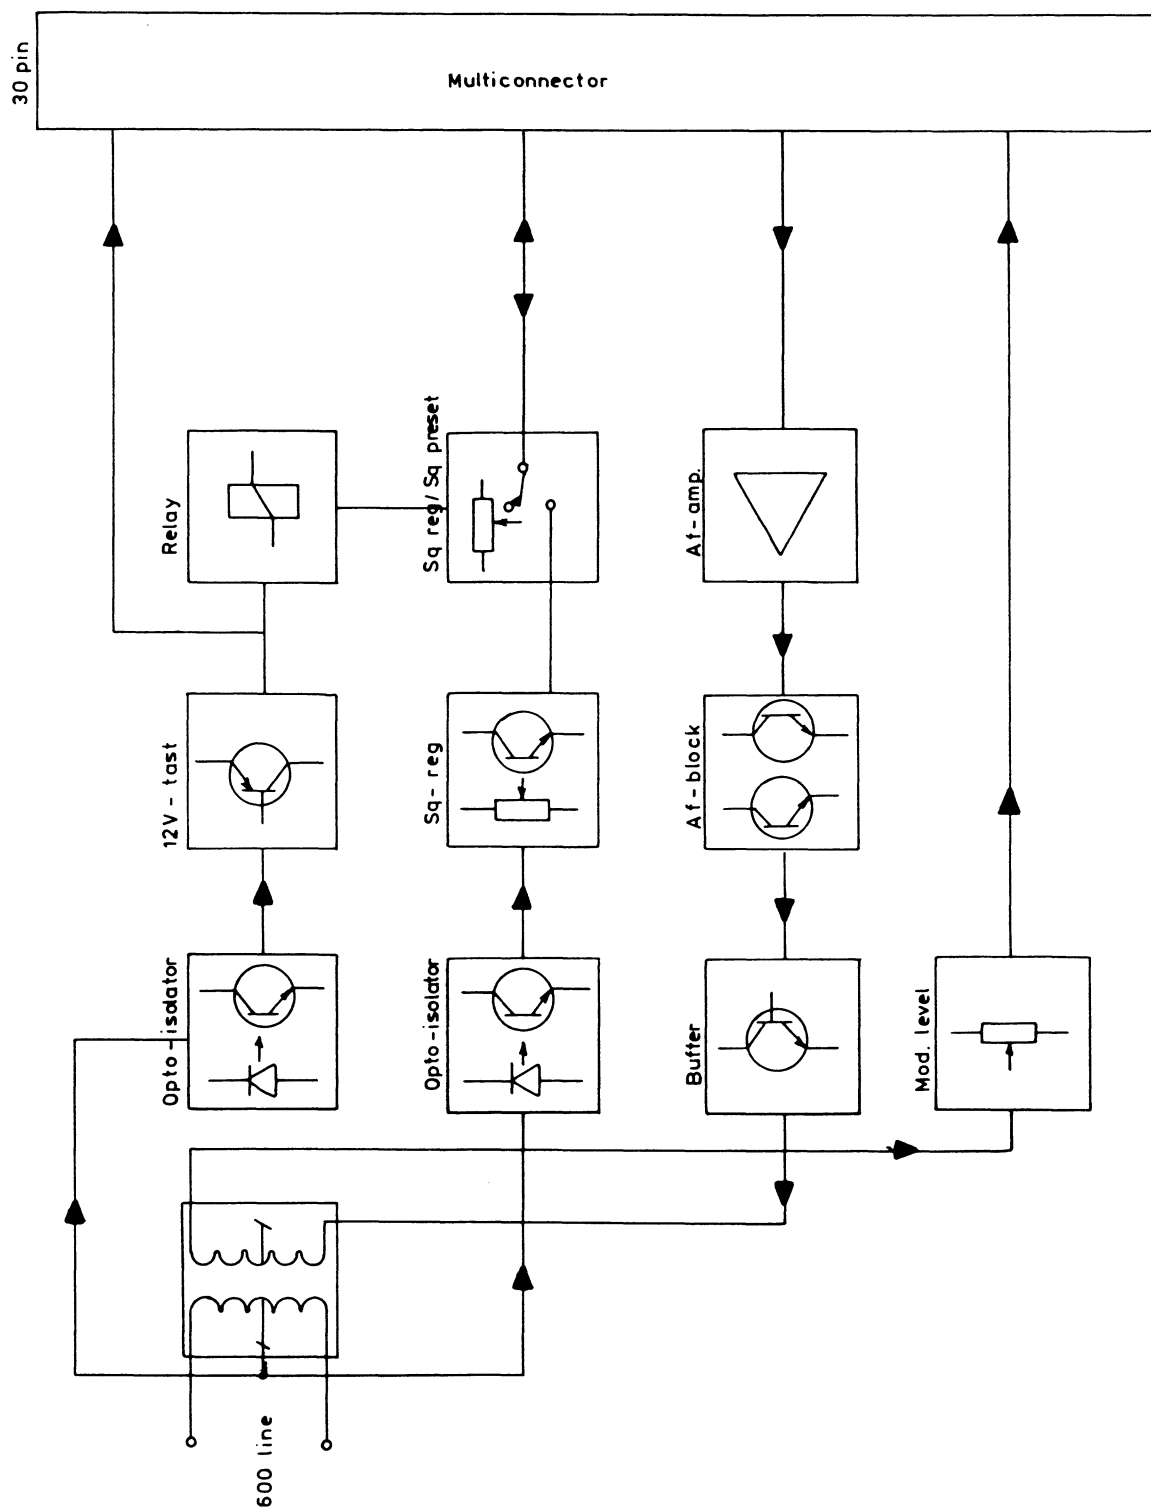 30 pin
Multiconnector
Relay
Sq reg/Sq preset
Af-amp.
12V-tast
Sq-reg
Af-block
Opto-isolator
Opto-isolator
Buffer
Mod. level
600 line